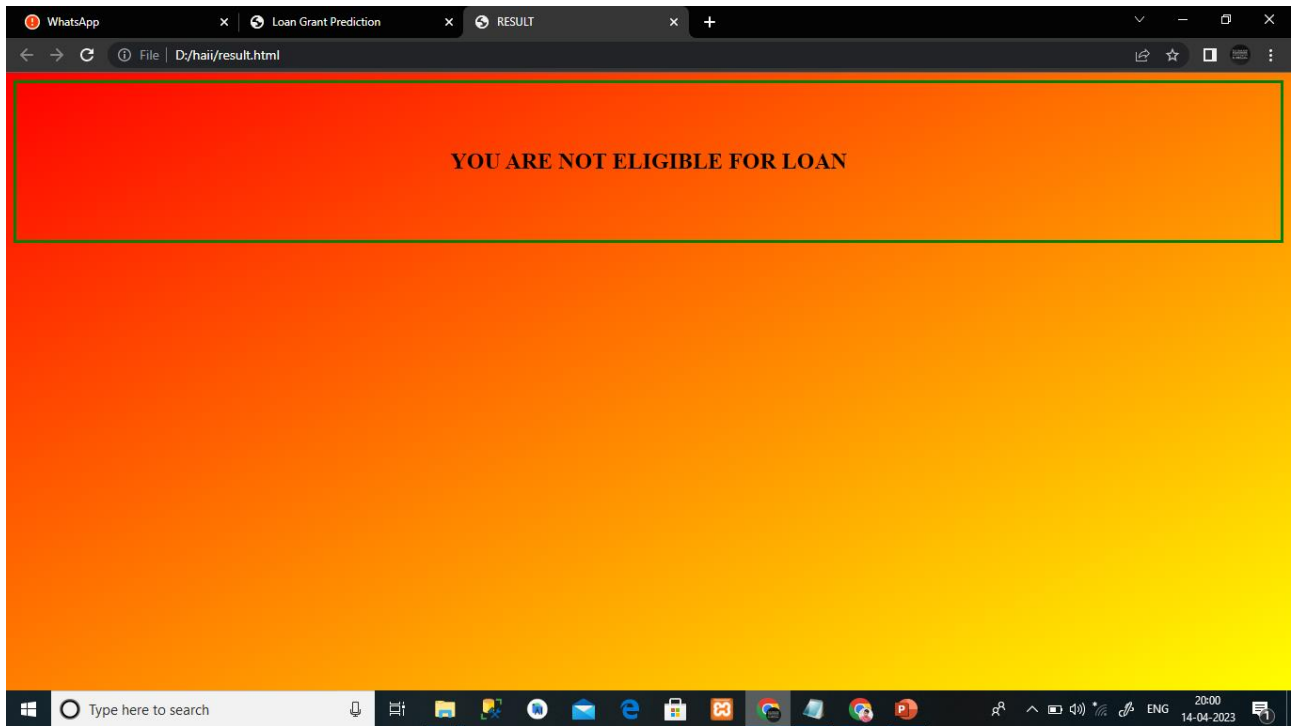 WhatsApp
Loan Grant Prediction
RESULT
File
D:/haii/result.html
YOU ARE NOT ELIGIBLE FOR LOAN
Type here to search
ENG
20:00
14-04-2023